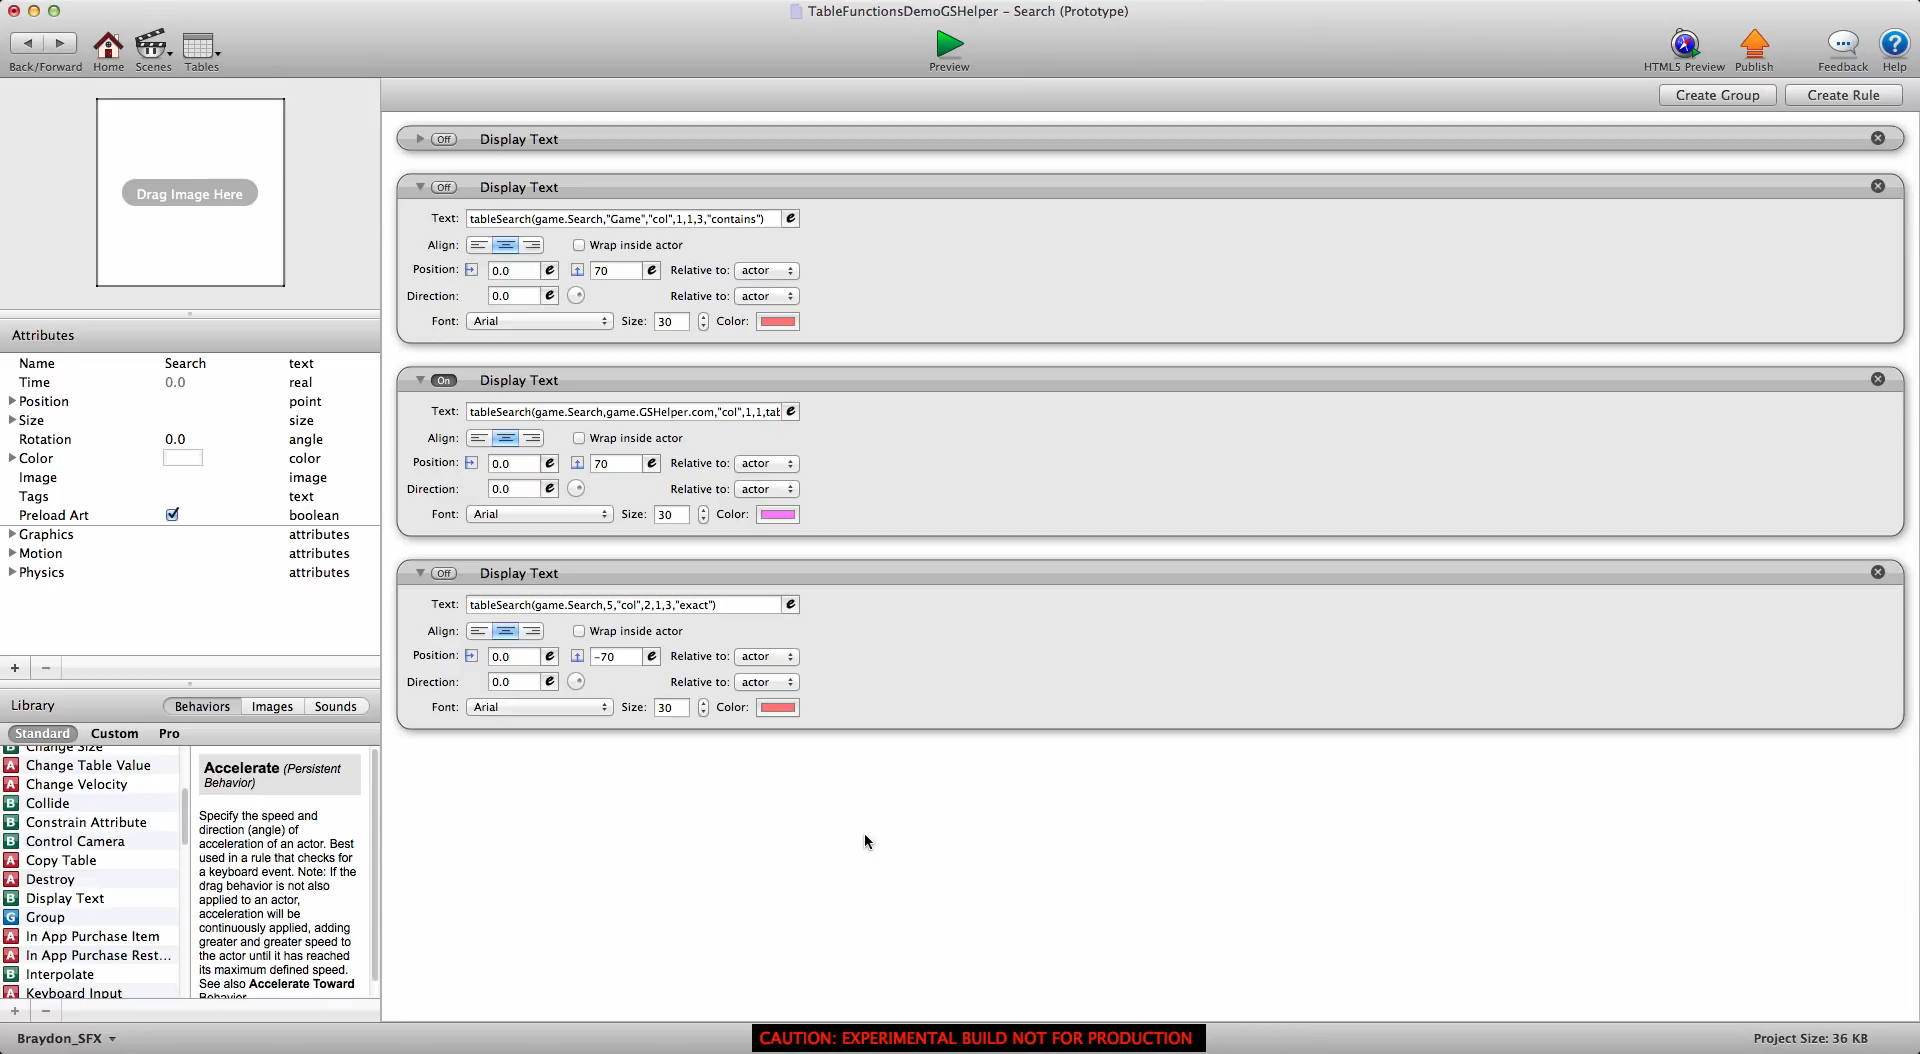 TableFunctionsDemoGSHelper – Search (Prototype)
Back/Forward Home Scenes Tables Preview HTML5 Preview Publish Feedback Help
Create Group Create Rule
Drag Image Here
Off Display Text
Off Display Text
Text: tableSearch(game.Search,"Game","col",1,1,3,"contains") e
Align: Wrap inside actor
Position: 0.0 e 70 e Relative to: actor
Direction: 0.0 e Relative to: actor
Font: Arial Size: 30 Color:
On Display Text
Text: tableSearch(game.Search,game.GSHelper.com,"col",1,1,tab e
Align: Wrap inside actor
Position: 0.0 e 70 e Relative to: actor
Direction: 0.0 e Relative to: actor
Font: Arial Size: 30 Color:
Off Display Text
Text: tableSearch(game.Search,5,"col",2,1,3,"exact") e
Align: Wrap inside actor
Position: 0.0 e -70 e Relative to: actor
Direction: 0.0 e Relative to: actor
Font: Arial Size: 30 Color:
Attributes
Name Search text
Time 0.0 real
Position point
Size size
Rotation 0.0 angle
Color color
Image image
Tags text
Preload Art boolean
Graphics attributes
Motion attributes
Physics attributes
+ −
Library Behaviors Images Sounds
Standard Custom Pro
B Change Size
A Change Table Value
A Change Velocity
B Collide
B Constrain Attribute
B Control Camera
A Copy Table
A Destroy
B Display Text
G Group
A In App Purchase Item
A In App Purchase Rest...
B Interpolate
A Keyboard Input
Accelerate (Persistent
Behavior)
Specify the speed and
direction (angle) of
acceleration of an actor. Best
used in a rule that checks for
a keyboard event. Note: If the
drag behavior is not also
applied to an actor,
acceleration will be
continuously applied, adding
greater and greater speed to
the actor until it has reached
its maximum defined speed.
See also Accelerate Toward
Behavior
+ −
Braydon_SFX
CAUTION: EXPERIMENTAL BUILD NOT FOR PRODUCTION
Project Size: 36 KB